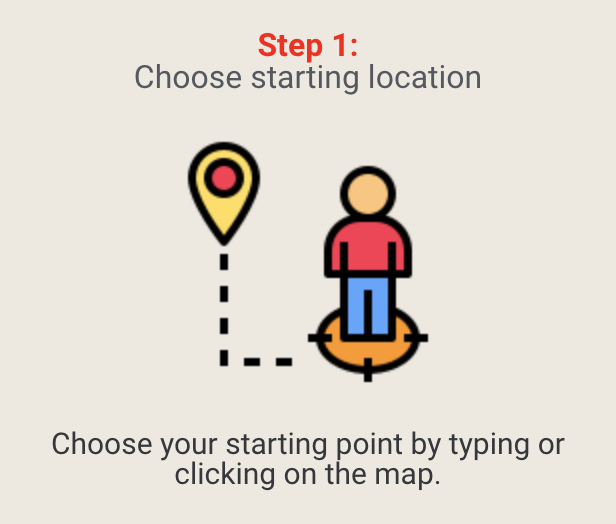 Step 1:
Choose starting location
Choose your starting point by typing or
clicking on the map.